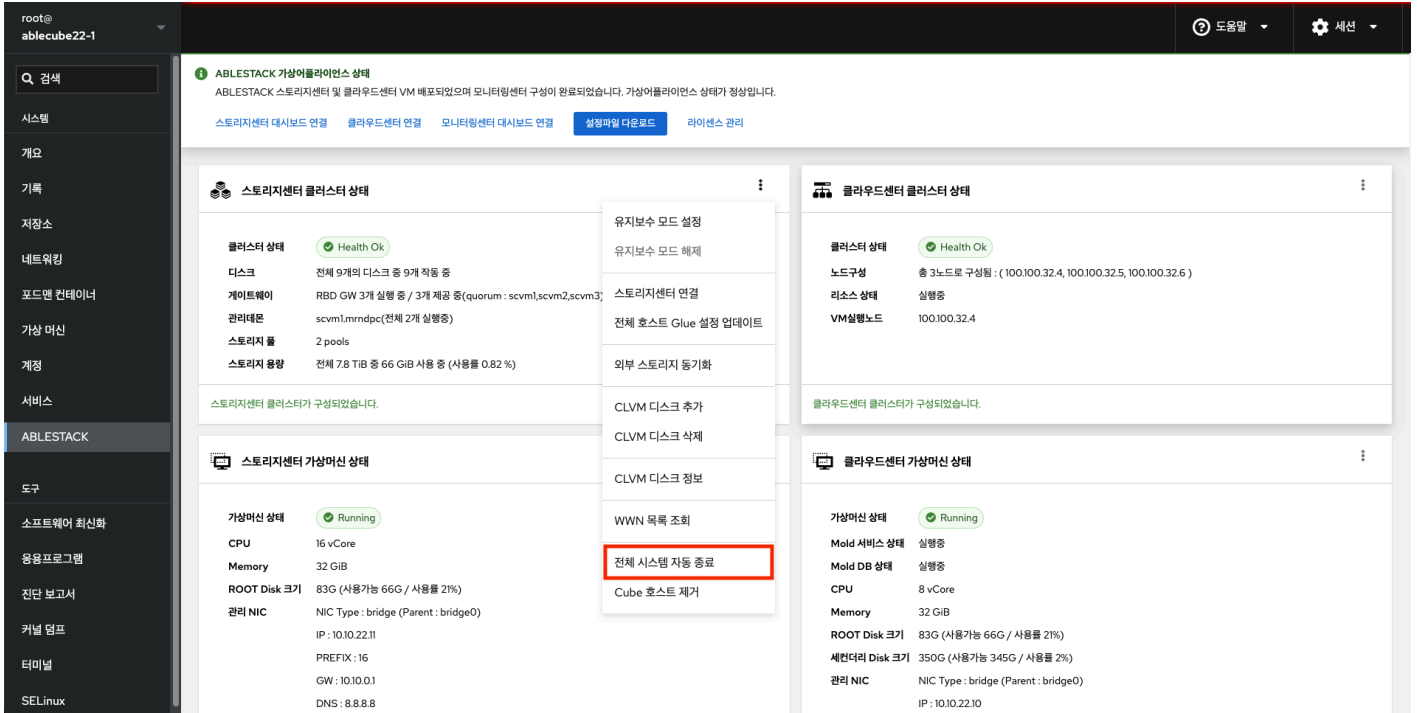 root@
ablecube22-1
도움말
세션
검색
시스템
개요
기록
저장소
네트워킹
포드맨 컨테이너
가상 머신
계정
서비스
ABLESTACK
도구
소프트웨어 최신화
응용프로그램
진단 보고서
커널 덤프
터미널
SELinux
ABLESTACK 가상어플라이언스 상태
ABLESTACK 스토리지센터 및 클라우드센터 VM 배포되었으며 모니터링센터 구성이 완료되었습니다. 가상어플라이언스 상태가 정상입니다.
스토리지센터 대시보드 연결 클라우드센터 연결 모니터링센터 대시보드 연결 설정파일 다운로드 라이센스 관리
스토리지센터 클러스터 상태
클러스터 상태 Health Ok
디스크 전체 9개의 디스크 중 9개 작동 중
게이트웨이 RBD GW 3개 실행 중 / 3개 제공 중(quorum : scvm1,scvm2,scvm3)
관리데몬 scvm1.mrndpc(전체 2개 실행중)
스토리지 풀 2 pools
스토리지 용량 전체 7.8 TiB 중 66 GiB 사용 중 (사용률 0.82 %)
스토리지센터 클러스터가 구성되었습니다.
유지보수 모드 설정
유지보수 모드 해제
스토리지센터 연결
전체 호스트 Glue 설정 업데이트
외부 스토리지 동기화
CLVM 디스크 추가
CLVM 디스크 삭제
CLVM 디스크 정보
WWN 목록 조회
전체 시스템 자동 종료
Cube 호스트 제거
클라우드센터 클러스터 상태
클러스터 상태 Health Ok
노드구성 총 3노드로 구성됨 : ( 100.100.32.4, 100.100.32.5, 100.100.32.6 )
리소스 상태 실행중
VM실행노드 100.100.32.4
클라우드센터 클러스터가 구성되었습니다.
스토리지센터 가상머신 상태
가상머신 상태 Running
CPU 16 vCore
Memory 32 GiB
ROOT Disk 크기 83G (사용가능 66G / 사용률 21%)
관리 NIC NIC Type : bridge (Parent : bridge0)
IP : 10.10.22.11
PREFIX : 16
GW : 10.10.0.1
DNS : 8.8.8.8
클라우드센터 가상머신 상태
가상머신 상태 Running
Mold 서비스 상태 실행중
Mold DB 상태 실행중
CPU 8 vCore
Memory 32 GiB
ROOT Disk 크기 83G (사용가능 66G / 사용률 21%)
세컨더리 Disk 크기 350G (사용가능 345G / 사용률 2%)
관리 NIC NIC Type : bridge (Parent : bridge0)
IP : 10.10.22.10